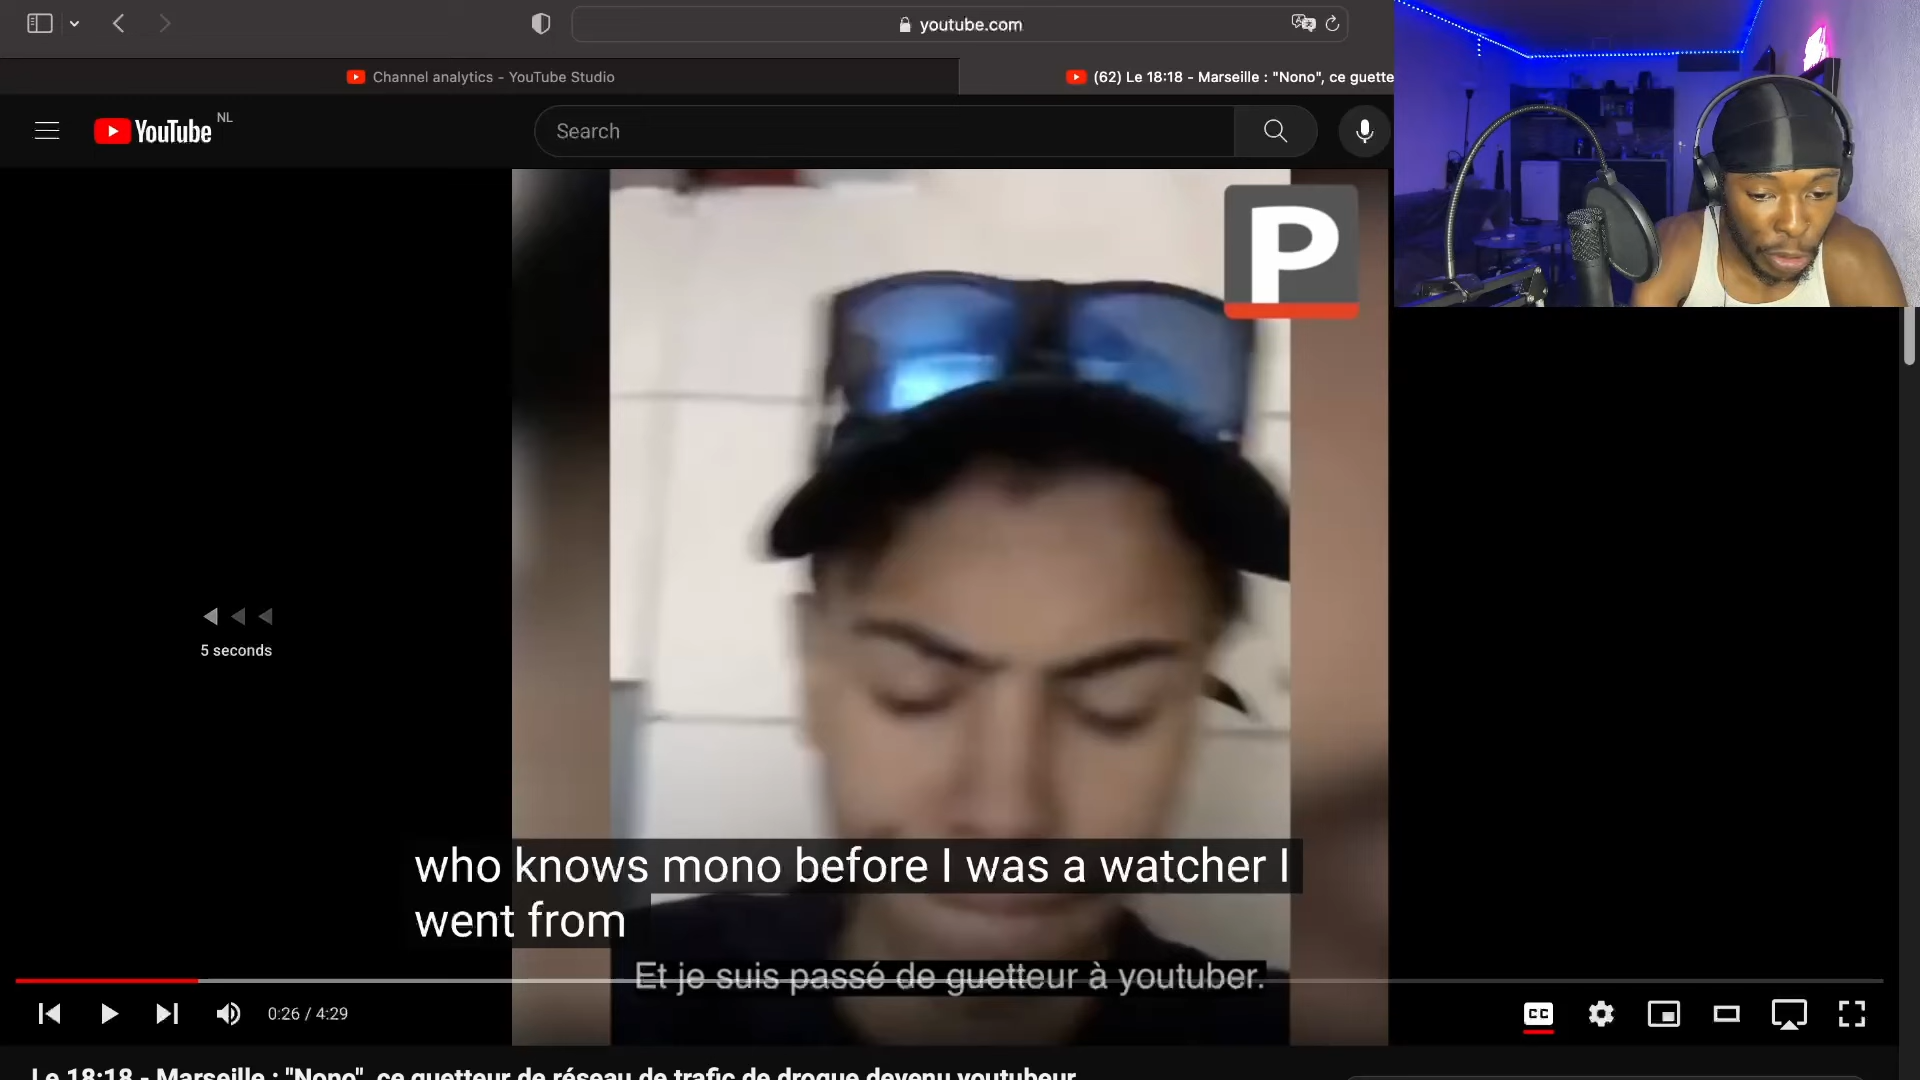 youtube.com
Channel analytics - YouTube Studio
(62) Le 18:18 - Marseille : "Nono", ce guette
YouTube NL
Search
P
5 seconds
who knows mono before I was a watcher I
went from
Et je suis passé de guetteur à youtuber.
0:26 / 4:29
CC
Le 18:18 - Marseille : "Nono", ce guetteur de réseau de trafic de drogue devenu youtubeur